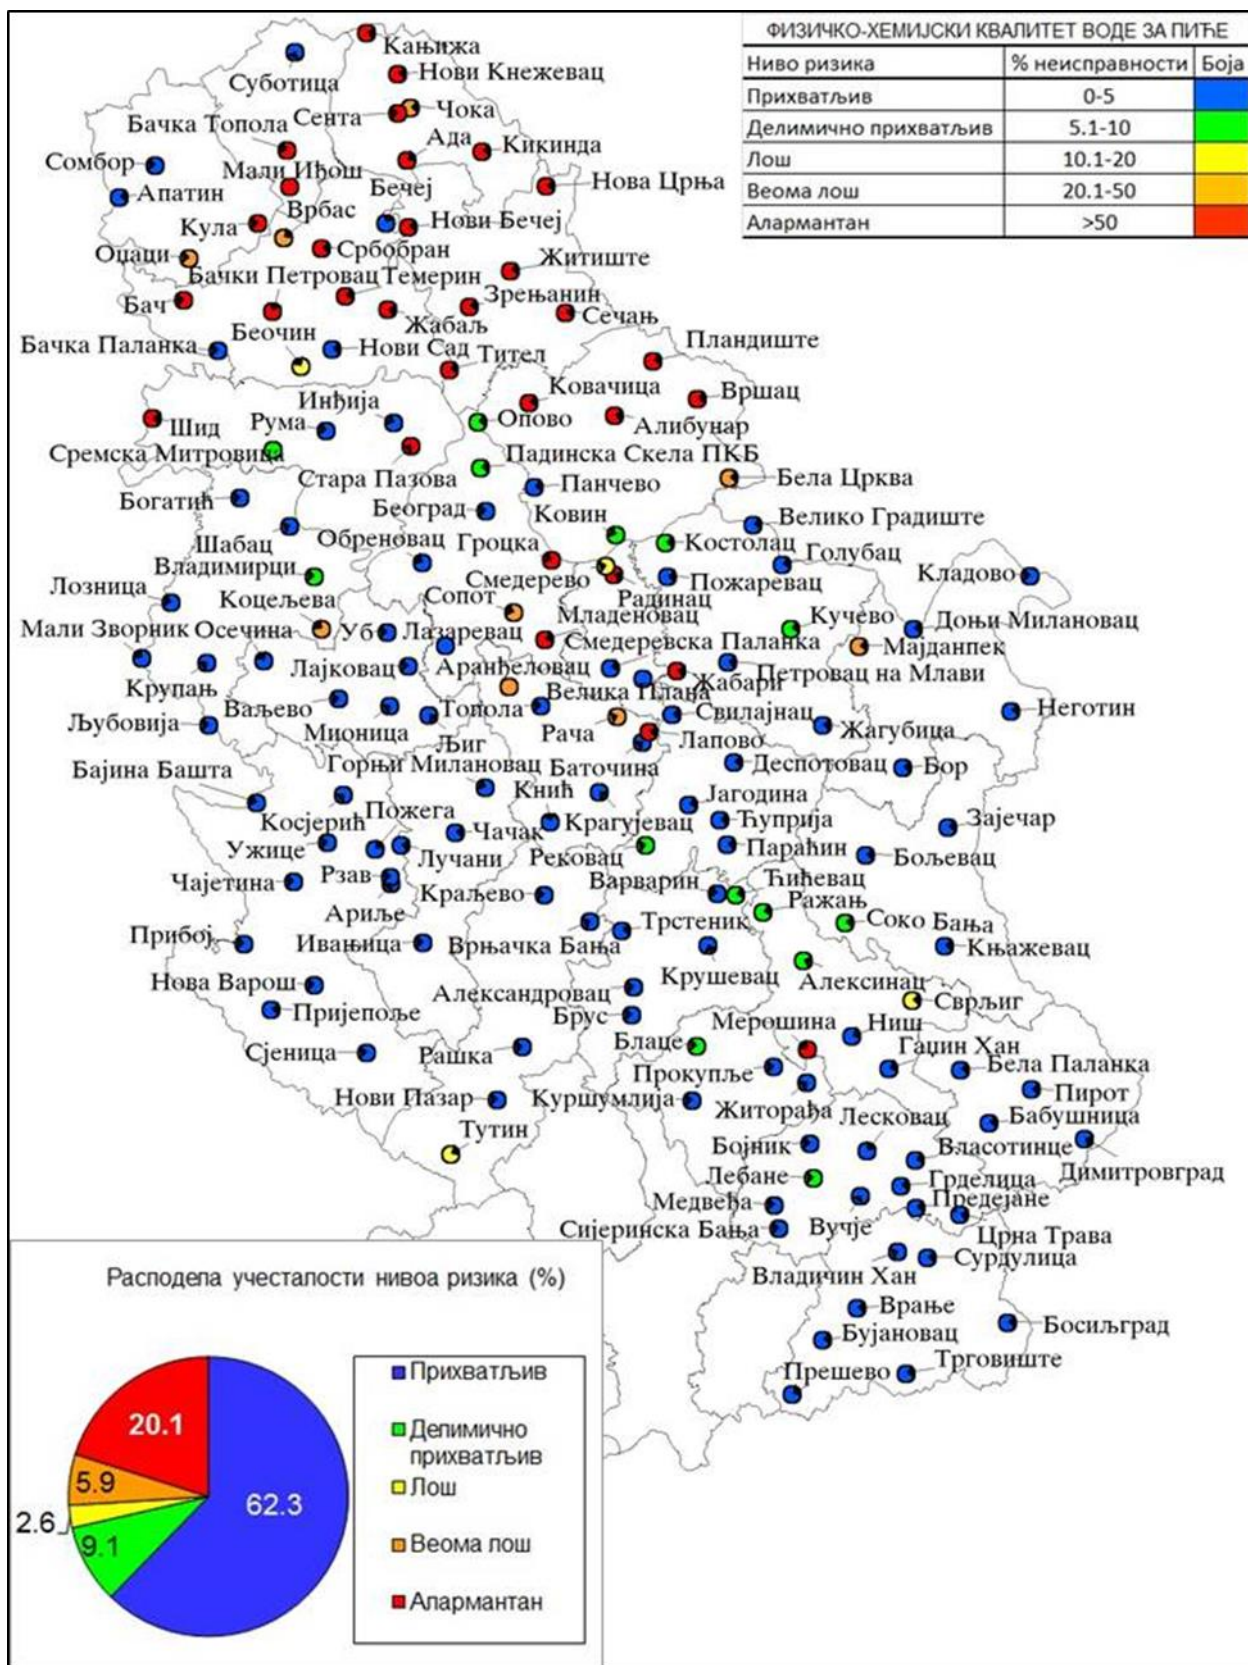 ФИЗИЧКО-ХЕМИЈСКИ КВАЛИТЕТ ВОДЕ ЗА ПИЋЕ
Ниво ризика % неисправности Боја
Прихватљив 0-5
Делимично прихватљив 5.1-10
Лош 10.1-20
Веома лош 20.1-50
Алармантан >50
Кањижа
Суботица
Нови Кнежевац
Сента
Чока
Бачка Топола
Ада
Кикинда
Сомбор
Мали Иђош
Апатин
Бечеј
Нова Црња
Врбас
Кула
Нови Бечеј
Србобран
Оџаци
Житиште
Бачки Петровац
Темерин
Бач
Зрењанин
Жабаљ
Сечањ
Беочин
Бачка Паланка
Нови Сад
Тител
Пландиште
Ковачица
Вршац
Инђија
Шид
Рума
Опово
Алибунар
Сремска Митровица
Падинска Скела ПКБ
Стара Пазова
Бела Црква
Богатић
Панчево
Београд
Ковин
Велико Градиште
Шабац
Обреновац
Гроцка
Костолац
Голубац
Владимирци
Смедерево
Пожаревац
Кладово
Лозница
Коцељева
Сопот
Радинац
Младеновац
Кучево
Доњи Милановац
Мали Зворник
Осечина
Уб
Лазаревац
Смедеревска Паланка
Мајданпек
Крупањ
Лајковац
Аранђеловац
Петровац на Млави
Жабари
Велика Плана
Љубовија
Ваљево
Мионица
Топола
Свилајнац
Неготин
Љиг
Рача
Лапово
Жагубица
Бајина Башта
Горњи Милановац
Баточина
Деспотовац
Бор
Кнић
Јагодина
Косјерић
Пожега
Чачак
Крагујевац
Ћуприја
Зајечар
Ужице
Лучани
Рековац
Параћин
Бољевац
Чајетина
Рзав
Краљево
Варварин
Ћићевац
Ариље
Ражањ
Прибој
Ивањица
Врњачка Бања
Трстеник
Соко Бања
Књажевац
Крушевац
Нова Варош
Александровац
Алексинац
Пријепоље
Брус
Сврљиг
Мерошина
Ниш
Сјеница
Рашка
Блаце
Гаџин Хан
Прокупље
Бела Паланка
Нови Пазар
Куршумлија
Житорађа
Пирот
Лесковац
Бабушница
Тутин
Бојник
Власотинце
Димитровград
Лебане
Грделица
Медвеђа
Предејане
Сијеринска Бања
Вучје
Црна Трава
Сурдулица
Владичин Хан
Врање
Босиљград
Бујановац
Трговиште
Прешево
Расподела учесталости нивоа ризика (%)
20.1
5.9
2.6
9.1
62.3
Прихватљив
Делимично
прихватљив
Лош
Веома лош
Алармантан